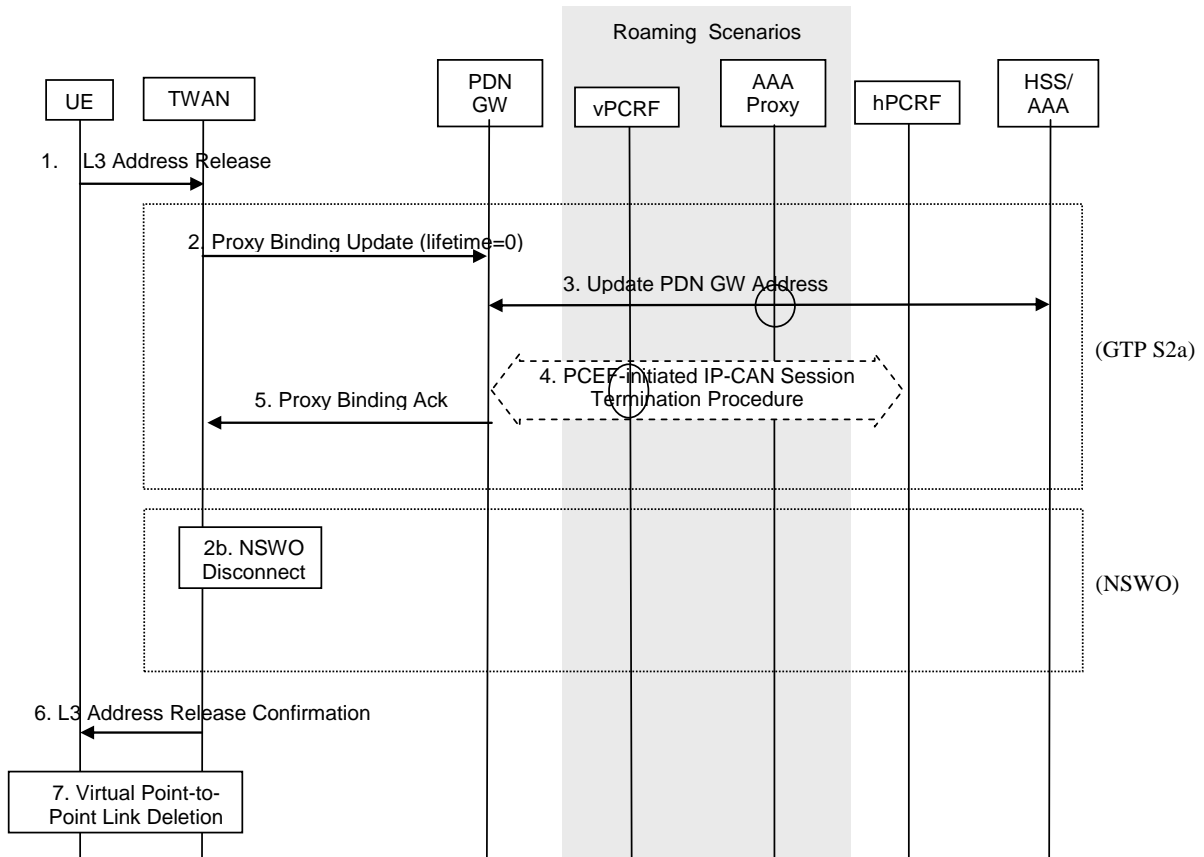 Roaming Scenarios
UE
TWAN
PDN
GW
vPCRF
AAA
Proxy
hPCRF
HSS/
AAA
1. L3 Address Release
2. Proxy Binding Update (lifetime=0)
3. Update PDN GW Address
(GTP S2a)
4. PCEF-initiated IP-CAN Session
Termination Procedure
5. Proxy Binding Ack
2b. NSWO
Disconnect
(NSWO)
6. L3 Address Release Confirmation
7. Virtual Point-to-
Point Link Deletion